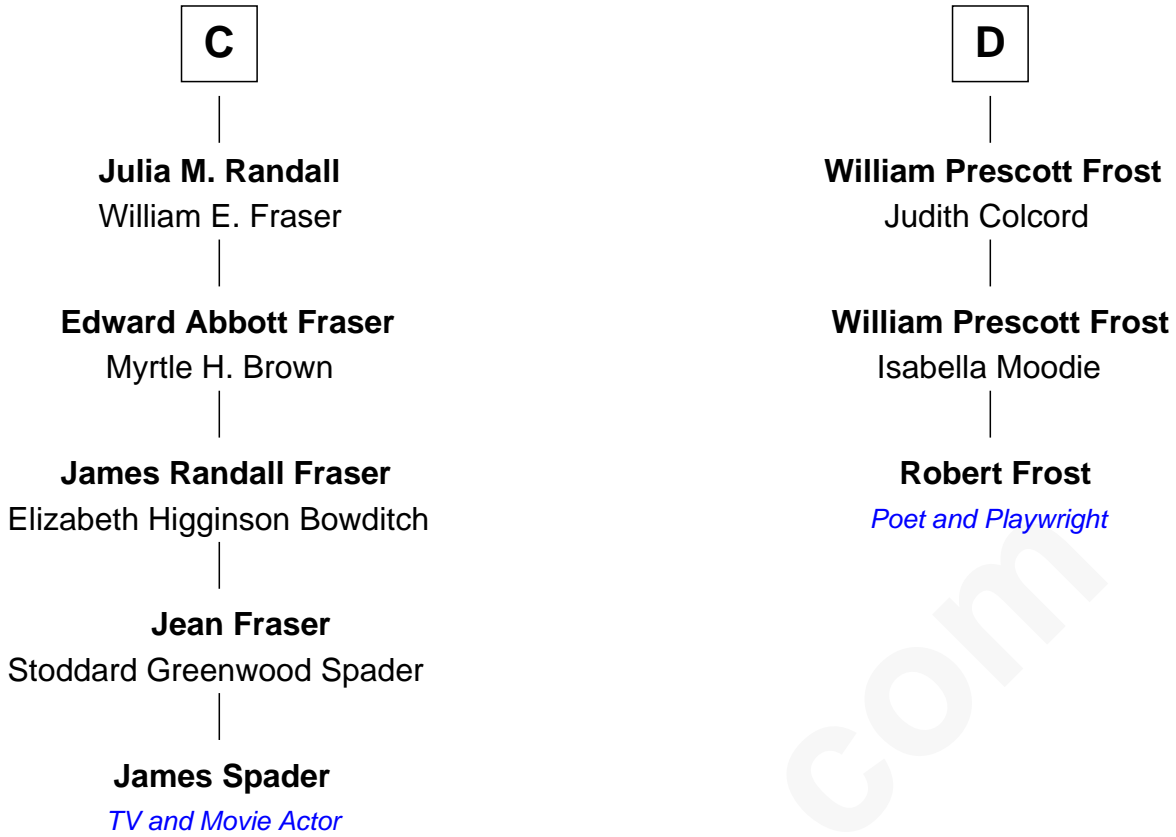 C
Julia M. Randall
William E. Fraser
Edward Abbott Fraser
Myrtle H. Brown
James Randall Fraser
Elizabeth Higginson Bowditch
Jean Fraser
Stoddard Greenwood Spader
James Spader
TV and Movie Actor
D
William Prescott Frost
Judith Colcord
William Prescott Frost
Isabella Moodie
Robert Frost
Poet and Playwright
com